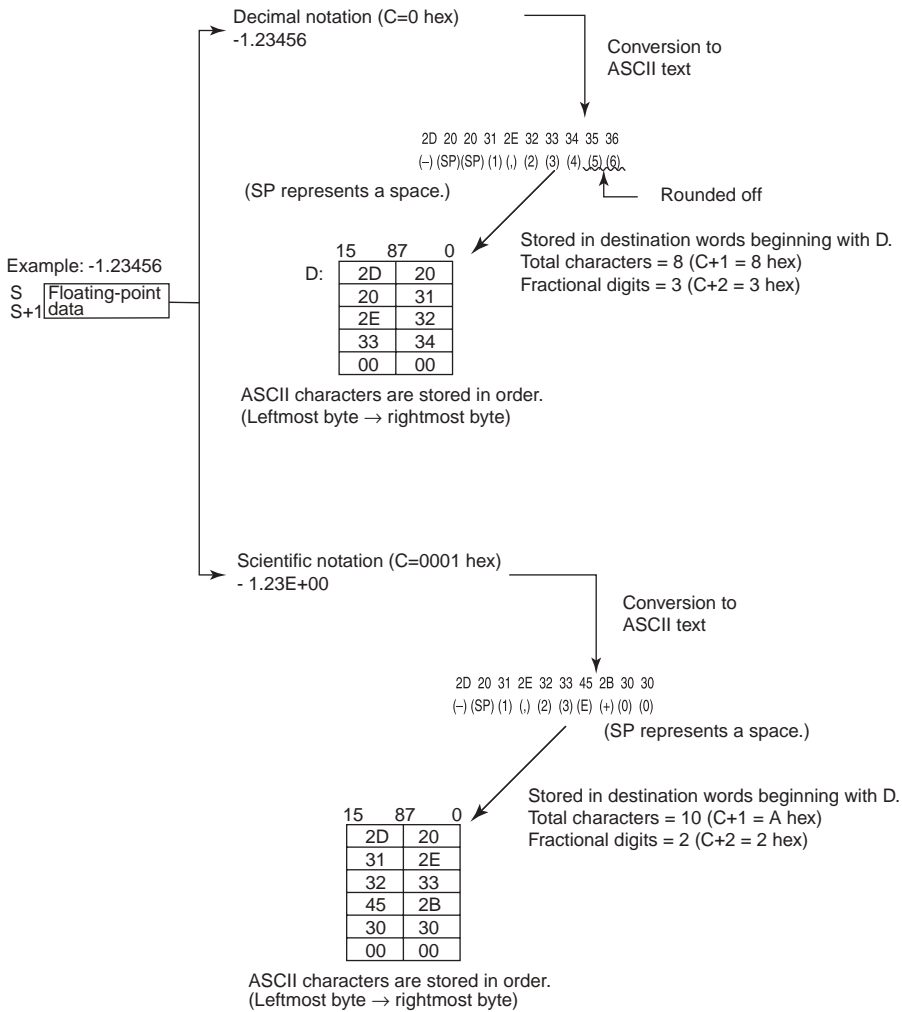 Decimal notation (C=0 hex)
-1.23456
Conversion to
ASCII text
2D 20 20 31 2E 32 33 34 35 36
(–) (SP)(SP) (1) (,) (2) (3) (4) (5) (6)
(SP represents a space.)
Rounded off
Stored in destination words beginning with D.
Total characters = 8 (C+1 = 8 hex)
Fractional digits = 3 (C+2 = 3 hex)
Example: -1.23456
S Floating-point
S+1 data
15 87 0
D: 2D 20
20 31
2E 32
33 34
00 00
ASCII characters are stored in order.
(Leftmost byte → rightmost byte)
Scientific notation (C=0001 hex)
- 1.23E+00
Conversion to
ASCII text
2D 20 31 2E 32 33 45 2B 30 30
(–) (SP) (1) (,) (2) (3) (E) (+) (0) (0)
(SP represents a space.)
Stored in destination words beginning with D.
Total characters = 10 (C+1 = A hex)
Fractional digits = 2 (C+2 = 2 hex)
15 87 0
2D 20
31 2E
32 33
45 2B
30 30
00 00
ASCII characters are stored in order.
(Leftmost byte → rightmost byte)